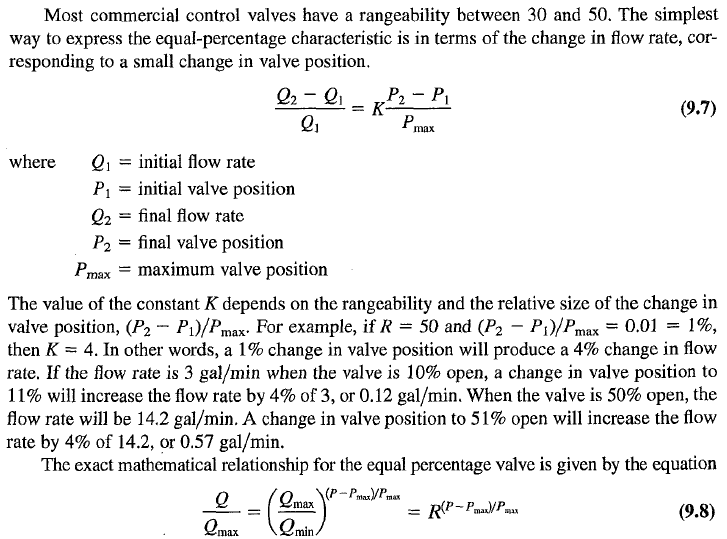 Most commercial control valves have a rangeability between 30 and 50. The simplest
way to express the equal-percentage characteristic is in terms of the change in flow rate, cor-
responding to a small change in valve position.
(Q₂ − Q₁)/Q₁ = K (P₂ − P₁)/Pmax (9.7)
where Q₁ = initial flow rate
P₁ = initial valve position
Q₂ = final flow rate
P₂ = final valve position
Pmax = maximum valve position
The value of the constant K depends on the rangeability and the relative size of the change in
valve position, (P₂ − P₁)/Pmax. For example, if R = 50 and (P₂ − P₁)/Pmax = 0.01 = 1%,
then K = 4. In other words, a 1% change in valve position will produce a 4% change in flow
rate. If the flow rate is 3 gal/min when the valve is 10% open, a change in valve position to
11% will increase the flow rate by 4% of 3, or 0.12 gal/min. When the valve is 50% open, the
flow rate will be 14.2 gal/min. A change in valve position to 51% open will increase the flow
rate by 4% of 14.2, or 0.57 gal/min.
The exact mathematical relationship for the equal percentage valve is given by the equation
Q/Qmax = (Qmax/Qmin)^(P−Pmax)/Pmax = R^(P−Pmax)/Pmax (9.8)